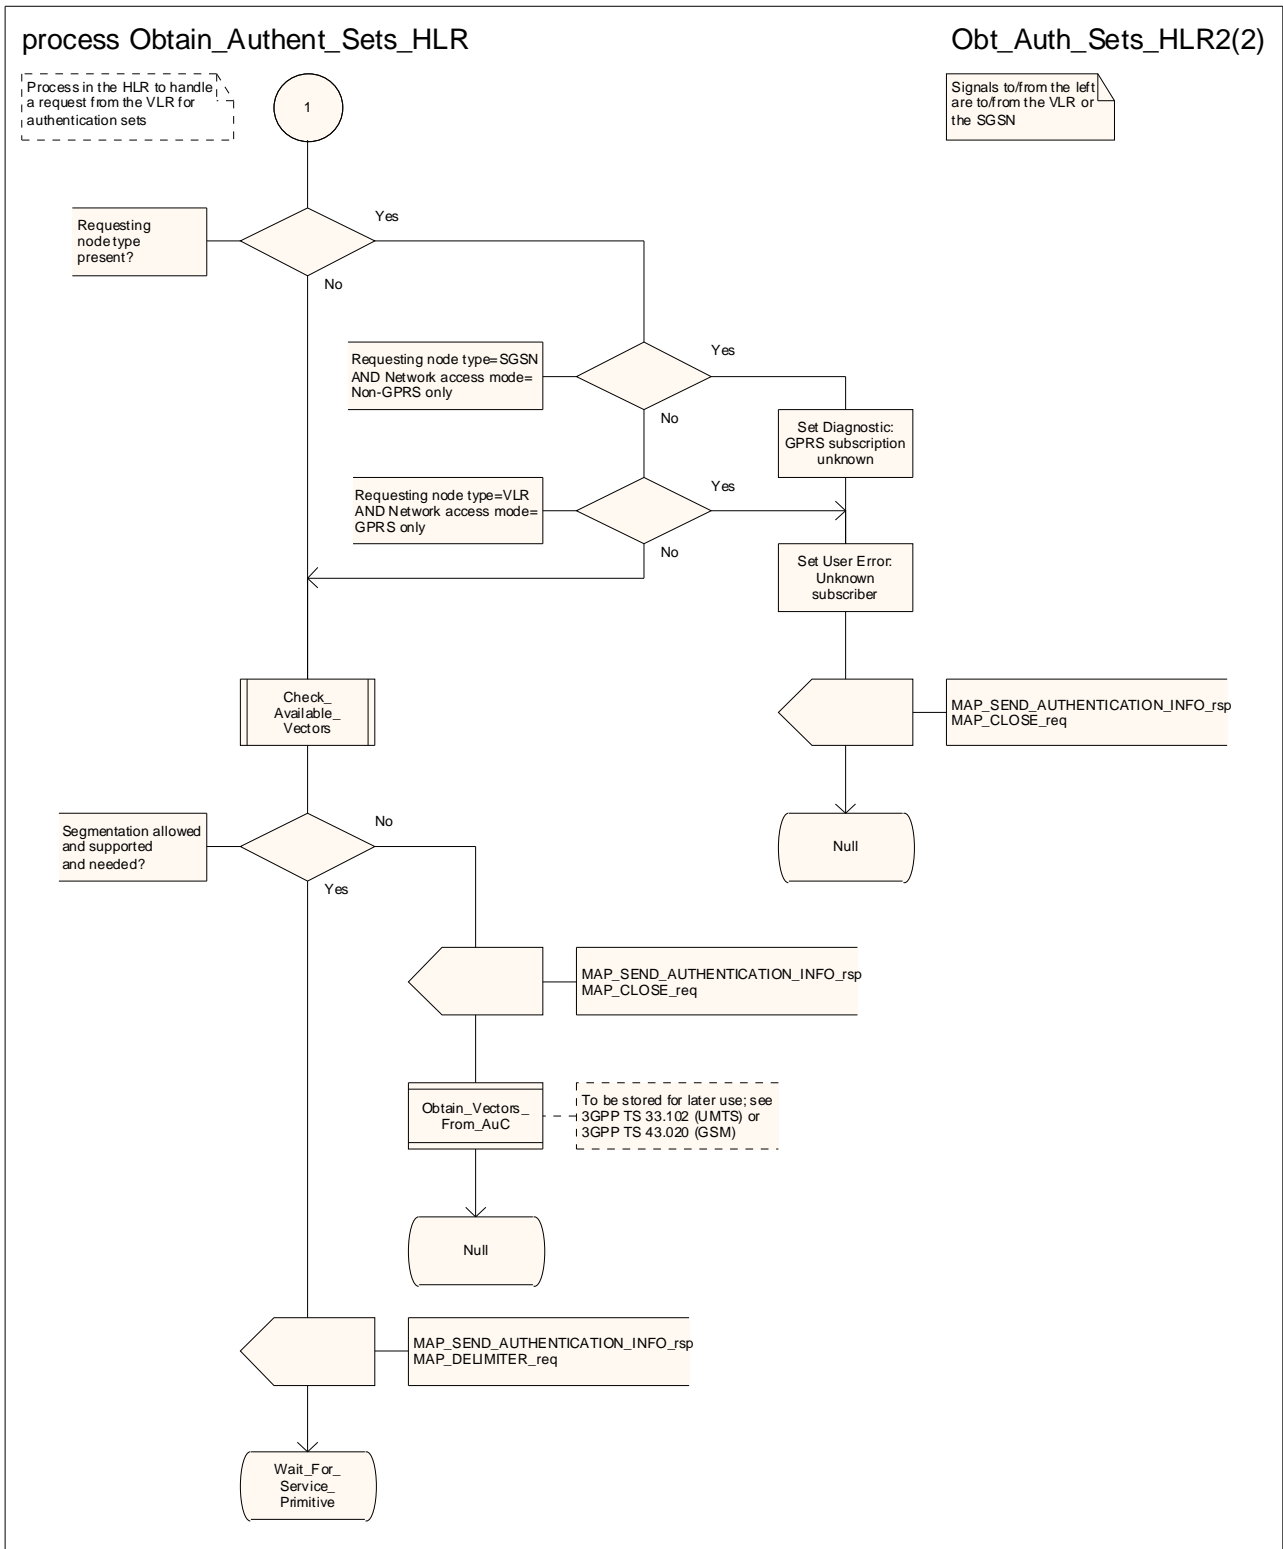 process Obtain_Authent_Sets_HLR
Obt_Auth_Sets_HLR2(2)
Process in the HLR to handle
a request from the VLR for
authentication sets
1
Signals to/from the left
are to/from the VLR or
the SGSN
Requesting
node type
present?
Yes
No
Requesting node type=SGSN
AND Network access mode=
Non-GPRS only
Yes
No
Set Diagnostic:
GPRS subscription
unknown
Requesting node type=VLR
AND Network access mode=
GPRS only
Yes
No
Set User Error:
Unknown
subscriber
Check_
Available_
Vectors
MAP_SEND_AUTHENTICATION_INFO_rsp
MAP_CLOSE_req
Segmentation allowed
and supported
and needed?
No
Yes
Null
MAP_SEND_AUTHENTICATION_INFO_rsp
MAP_CLOSE_req
Obtain_Vectors_
From_AuC
To be stored for later use; see
3GPP TS 33.102 (UMTS) or
3GPP TS 43.020 (GSM)
Null
MAP_SEND_AUTHENTICATION_INFO_rsp
MAP_DELIMITER_req
Wait_For_
Service_
Primitive